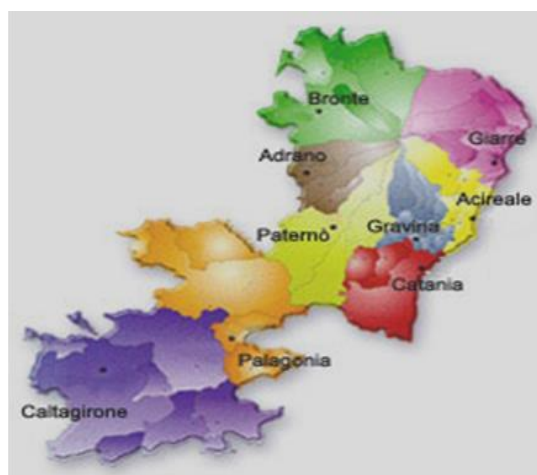 Bronte
Giarre
Adrano
Acireale
Gravina
Paternò
Catania
Palagonia
Caltagirone